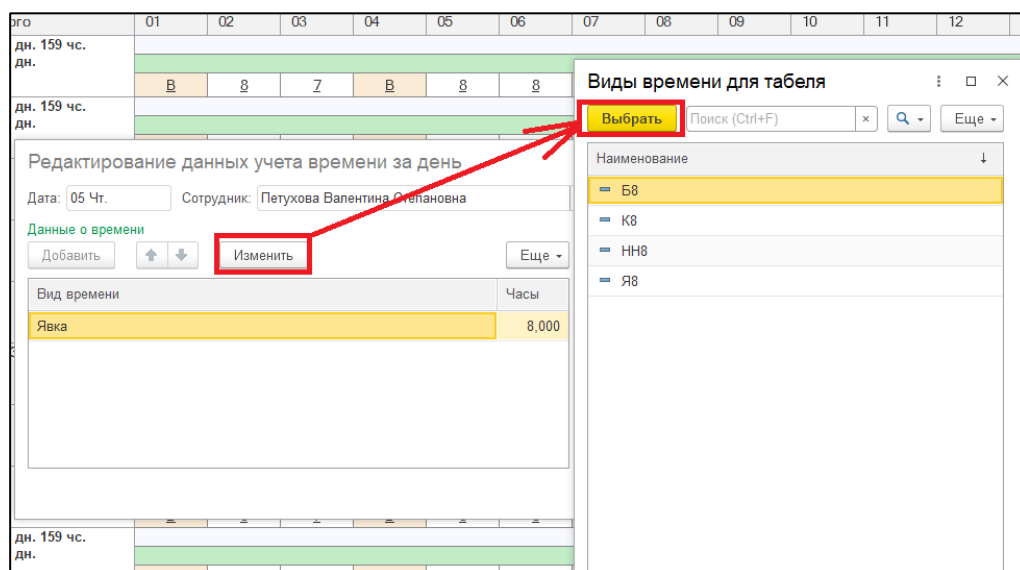 ого 01 02 03 04 05 06 07 08 09 10 11 12
дн. 159 чс.
дн.
В 8 7 В 8 8
дн. 159 чс.
дн.
Виды времени для табеля
Выбрать Поиск (Ctrl+F) × Еще
Наименование ↓
Б8
К8
НН8
Я8
Редактирование данных учета времени за день
Дата: 05 Чт. Сотрудник: Петухова Валентина Степановна
Данные о времени
Добавить Изменить Еще
Вид времени Часы
Явка 8,000
дн. 159 чс.
дн.